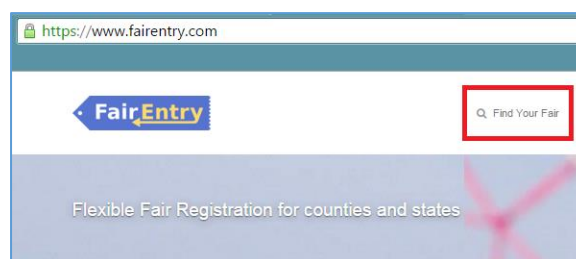 https://www.fairentry.com
FairEntry
Find Your Fair
Flexible Fair Registration for counties and states